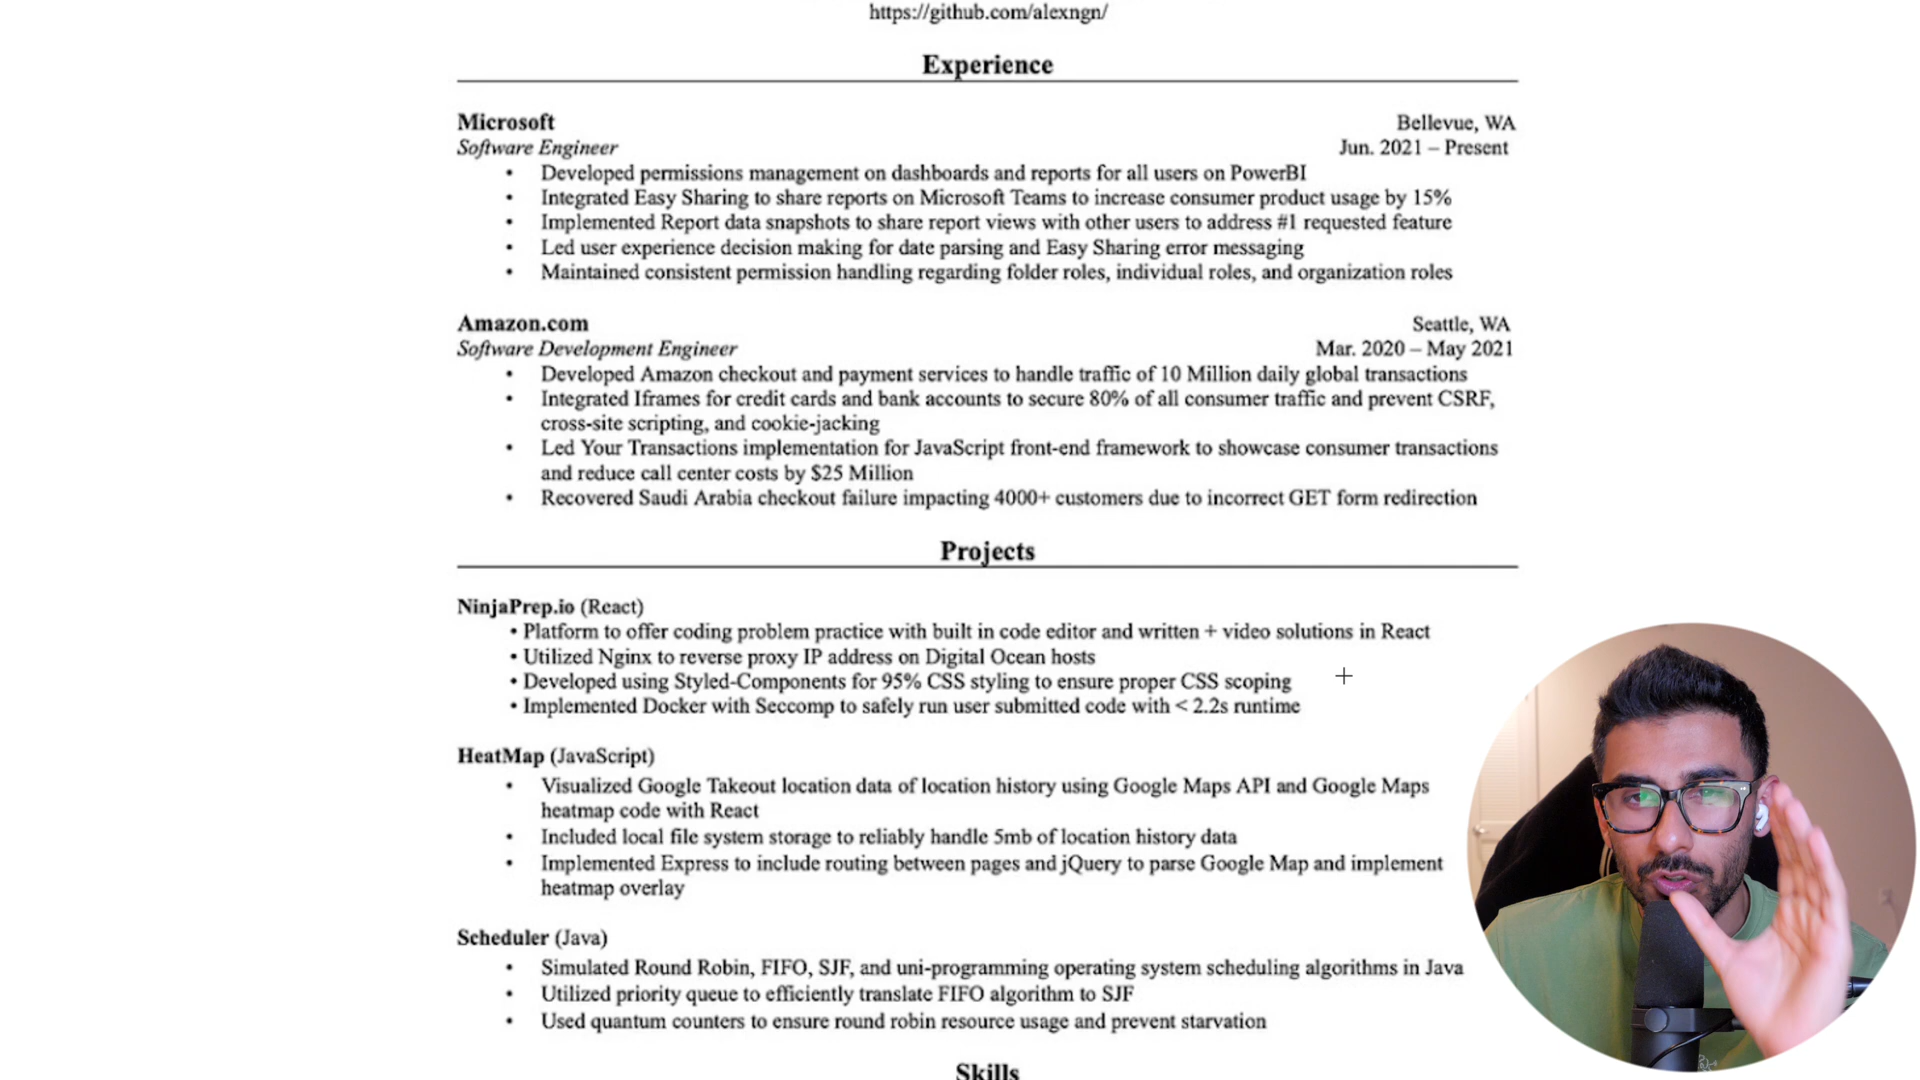 https://github.com/alexngn/
Experience
Microsoft Bellevue, WA
Software Engineer Jun. 2021 – Present
• Developed permissions management on dashboards and reports for all users on PowerBI
• Integrated Easy Sharing to share reports on Microsoft Teams to increase consumer product usage by 15%
• Implemented Report data snapshots to share report views with other users to address #1 requested feature
• Led user experience decision making for date parsing and Easy Sharing error messaging
• Maintained consistent permission handling regarding folder roles, individual roles, and organization roles
Amazon.com Seattle, WA
Software Development Engineer Mar. 2020 – May 2021
• Developed Amazon checkout and payment services to handle traffic of 10 Million daily global transactions
• Integrated Iframes for credit cards and bank accounts to secure 80% of all consumer traffic and prevent CSRF,
cross-site scripting, and cookie-jacking
• Led Your Transactions implementation for JavaScript front-end framework to showcase consumer transactions
and reduce call center costs by $25 Million
• Recovered Saudi Arabia checkout failure impacting 4000+ customers due to incorrect GET form redirection
Projects
NinjaPrep.io (React)
• Platform to offer coding problem practice with built in code editor and written + video solutions in React
• Utilized Nginx to reverse proxy IP address on Digital Ocean hosts
• Developed using Styled-Components for 95% CSS styling to ensure proper CSS scoping
• Implemented Docker with Seccomp to safely run user submitted code with < 2.2s runtime
HeatMap (JavaScript)
• Visualized Google Takeout location data of location history using Google Maps API and Google Maps
heatmap code with React
• Included local file system storage to reliably handle 5mb of location history data
• Implemented Express to include routing between pages and jQuery to parse Google Map and implement
heatmap overlay
Scheduler (Java)
• Simulated Round Robin, FIFO, SJF, and uni-programming operating system scheduling algorithms in Java
• Utilized priority queue to efficiently translate FIFO algorithm to SJF
• Used quantum counters to ensure round robin resource usage and prevent starvation
Skills